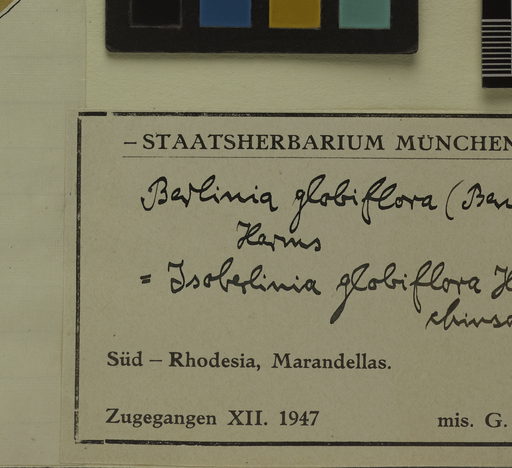 – STAATSHERBARIUM MÜNCHEN
Berlinia globiflora (Ben
Harms
= Isoberlinia globiflora H
Süd – Rhodesia, Marandellas.
Zugegangen XII. 1947 mis. G.